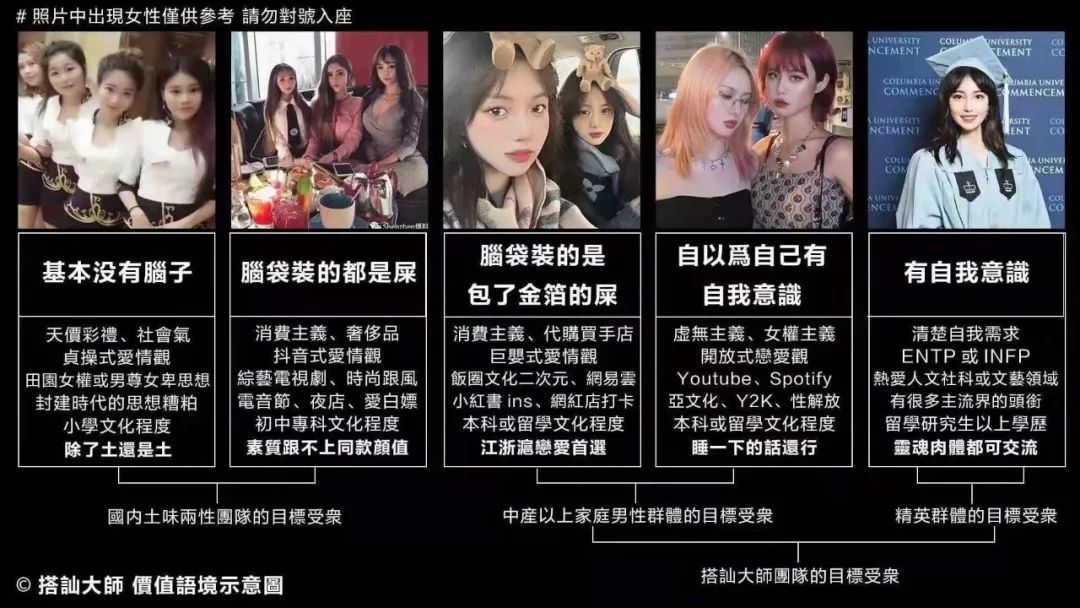 # 照片中出現女性僅供參考 請勿對號入座
COLUMBIA UNIVERSITY
COMMENCEMENT
Shenzhen爆料
基本没有腦子
天價彩禮、社會氣
貞操式愛情觀
田園女權或男尊女卑思想
封建時代的思想糟粕
小學文化程度
除了土還是土
腦袋裝的都是屎
消費主義、奢侈品
抖音式愛情觀
綜藝電視劇、時尚跟風
電音節、夜店、愛白嫖
初中專科文化程度
素質跟不上同款顔值
腦袋裝的是
包了金箔的屎
消費主義、代購買手店
巨嬰式愛情觀
飯圈文化二次元、網易雲
小紅書 ins、網紅店打卡
本科或留學文化程度
江浙滬戀愛首選
自以爲自己有
自我意識
虛無主義、女權主義
開放式戀愛觀
Youtube、Spotify
亞文化、Y2K、性解放
本科或留學文化程度
睡一下的話還行
有自我意識
清楚自我需求
ENTP 或 INFP
熱愛人文社科或文藝領域
有很多主流界的頭銜
留學研究生以上學歷
靈魂肉體都可交流
國内土味兩性團隊的目標受衆
中産以上家庭男性群體的目標受衆
精英群體的目標受衆
搭訕大師團隊的目標受衆
© 搭訕大師 價值語境示意圖